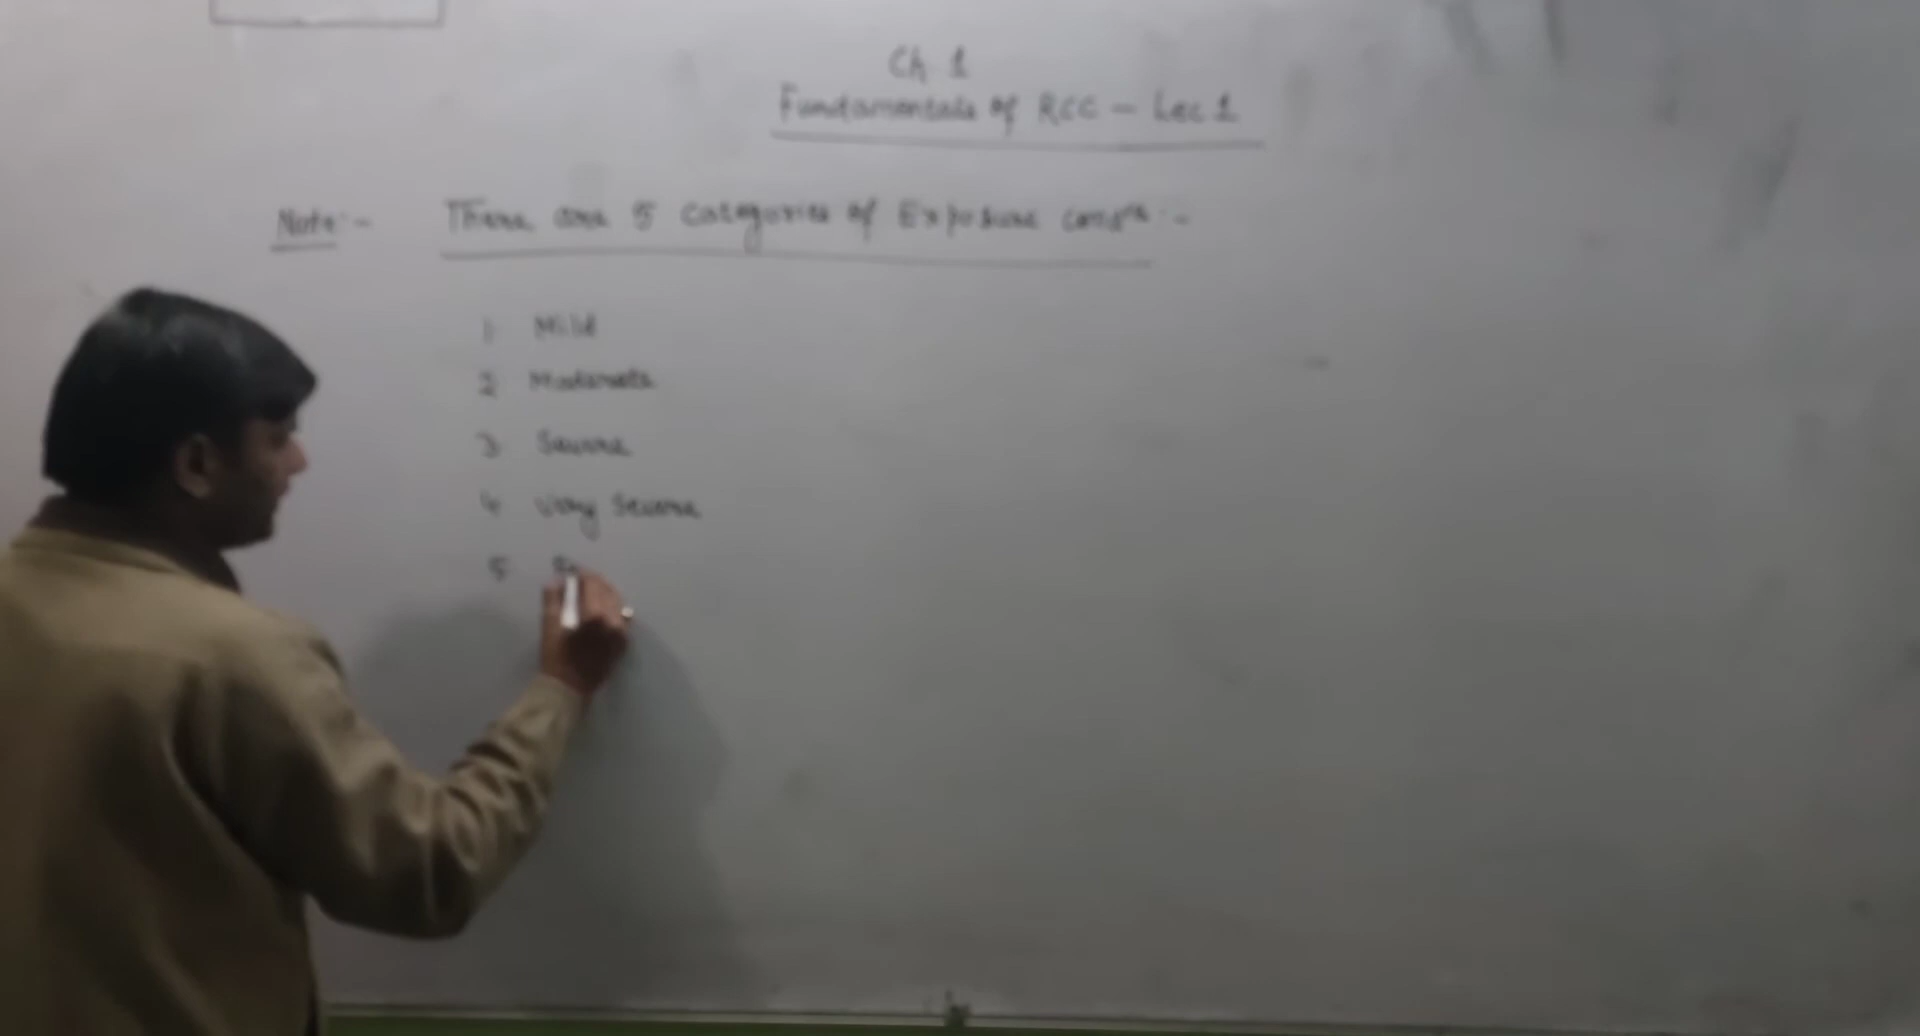 Ch 1
Fundamentals of RCC - Lec 1
Note :- There are 5 Categories of Exposure condn :-
1 Mild
2 Moderate
3 Severe
4 Very Severe
5